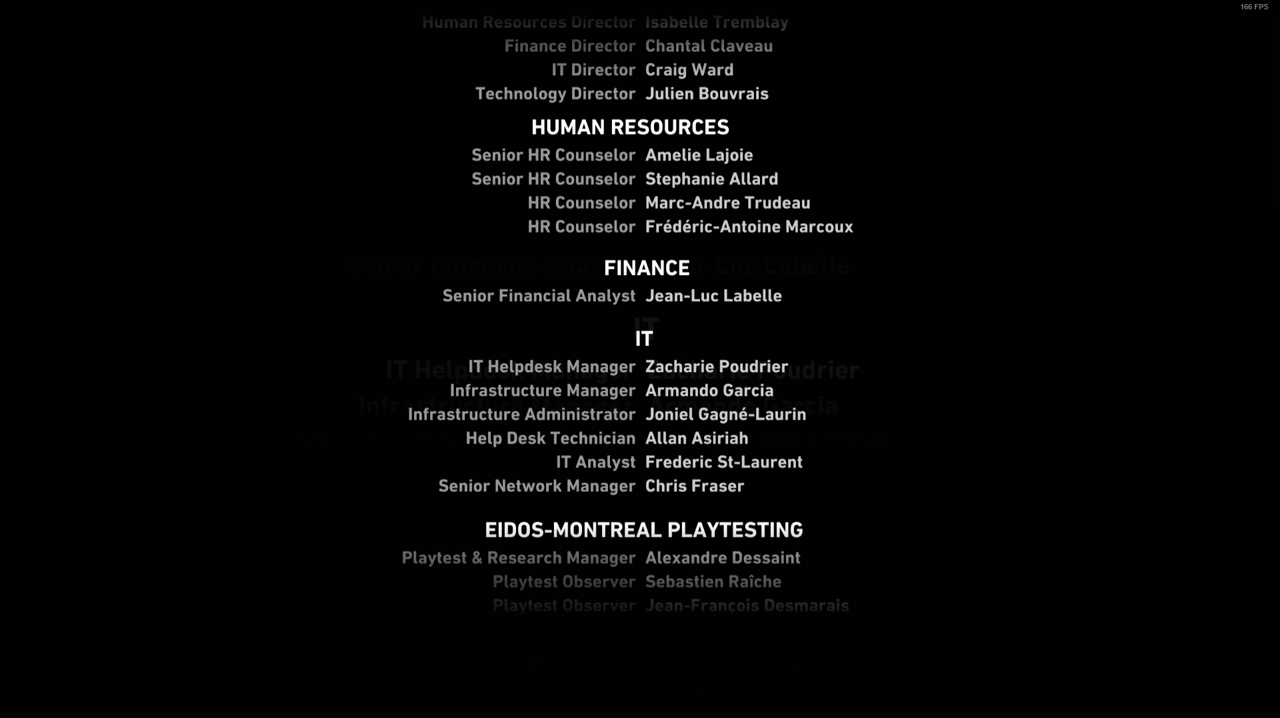 166 FPS
Human Resources Director Isabelle Tremblay
Finance Director Chantal Claveau
IT Director Craig Ward
Technology Director Julien Bouvrais
HUMAN RESOURCES
Senior HR Counselor Amelie Lajoie
Senior HR Counselor Stephanie Allard
HR Counselor Marc-Andre Trudeau
HR Counselor Frédéric-Antoine Marcoux
FINANCE
Senior Financial Analyst Jean-Luc Labelle
IT
IT Helpdesk Manager Zacharie Poudrier
Infrastructure Manager Armando Garcia
Infrastructure Administrator Joniel Gagné-Laurin
Help Desk Technician Allan Asiriah
IT Analyst Frederic St-Laurent
Senior Network Manager Chris Fraser
EIDOS-MONTREAL PLAYTESTING
Playtest & Research Manager Alexandre Dessaint
Playtest Observer Sebastien Raîche
Playtest Observer Jean-François Desmarais